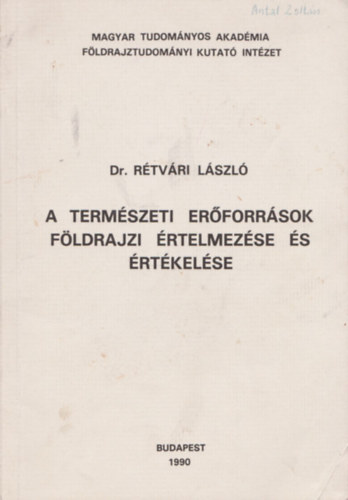 Antal Zoltán
MAGYAR TUDOMÁNYOS AKADÉMIA
FÖLDRAJZTUDOMÁNYI KUTATÓ INTÉZET
Dr. RÉTVÁRI LÁSZLÓ
A TERMÉSZETI ERŐFORRÁSOK
FÖLDRAJZI ÉRTELMEZÉSE ÉS
ÉRTÉKELÉSE
BUDAPEST
1990